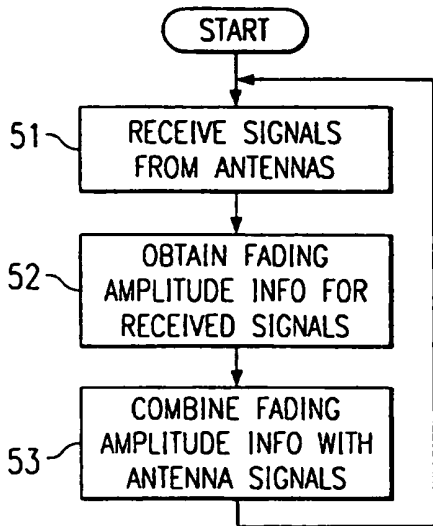 START
51
RECEIVE SIGNALS
FROM ANTENNAS
52
OBTAIN FADING
AMPLITUDE INFO FOR
RECEIVED SIGNALS
53
COMBINE FADING
AMPLITUDE INFO WITH
ANTENNA SIGNALS